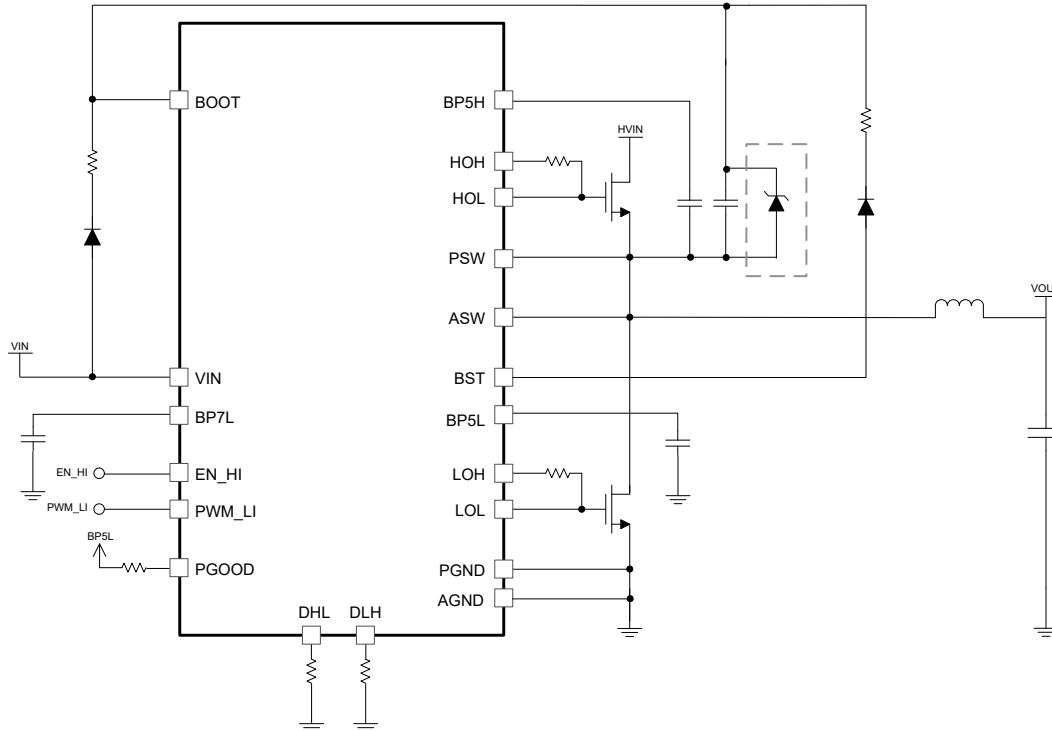 BOOT
BP5H
HVIN
HOH
HOL
PSW
ASW
VOU
VIN
VIN
BST
BP7L
BP5L
EN_HI
EN_HI
LOH
PWM_LI
PWM_LI
LOL
BP5L
PGOOD
PGND
AGND
DHL
DLH